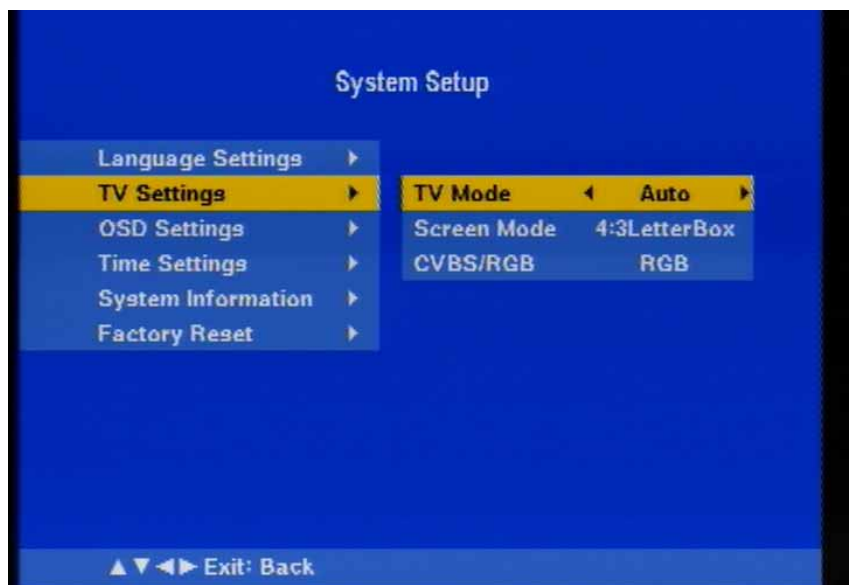 System Setup
Language Settings ▶
TV Settings ▶ TV Mode ◀ Auto ▶
OSD Settings ▶ Screen Mode 4:3LetterBox
Time Settings ▶ CVBS/RGB RGB
System Information ▶
Factory Reset ▶
▲▼◀▶ Exit: Back